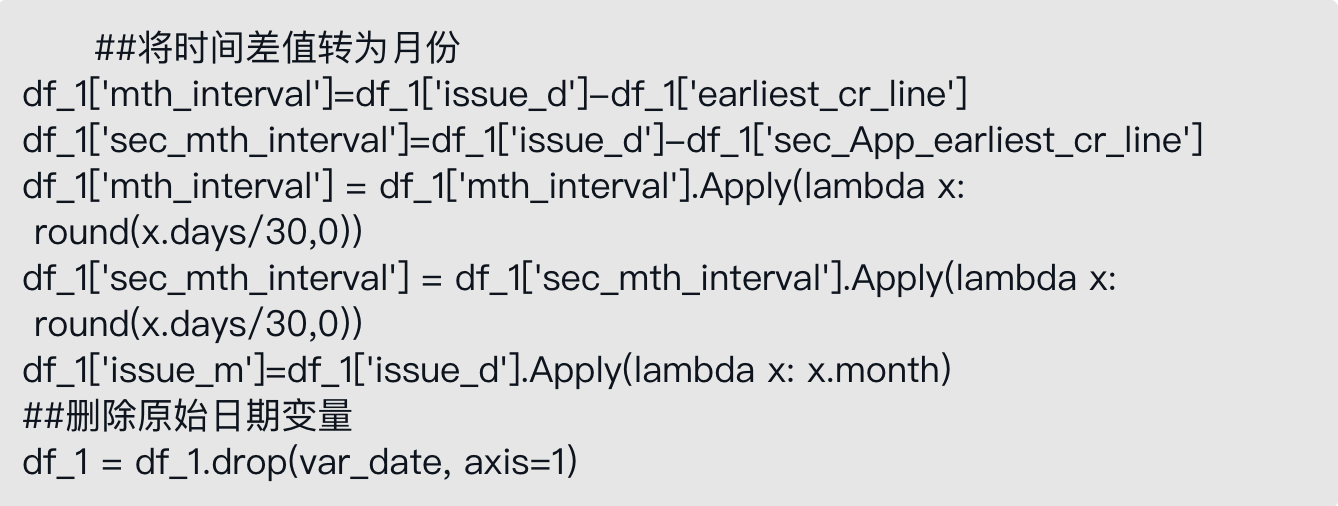 ##将时间差值转为月份
df_1['mth_interval']=df_1['issue_d']–df_1['earliest_cr_line']
df_1['sec_mth_interval']=df_1['issue_d']–df_1['sec_App_earliest_cr_line']
df_1['mth_interval'] = df_1['mth_interval'].Apply(lambda x:
round(x.days/30,0))
df_1['sec_mth_interval'] = df_1['sec_mth_interval'].Apply(lambda x:
round(x.days/30,0))
df_1['issue_m']=df_1['issue_d'].Apply(lambda x: x.month)
##删除原始日期变量
df_1 = df_1.drop(var_date, axis=1)